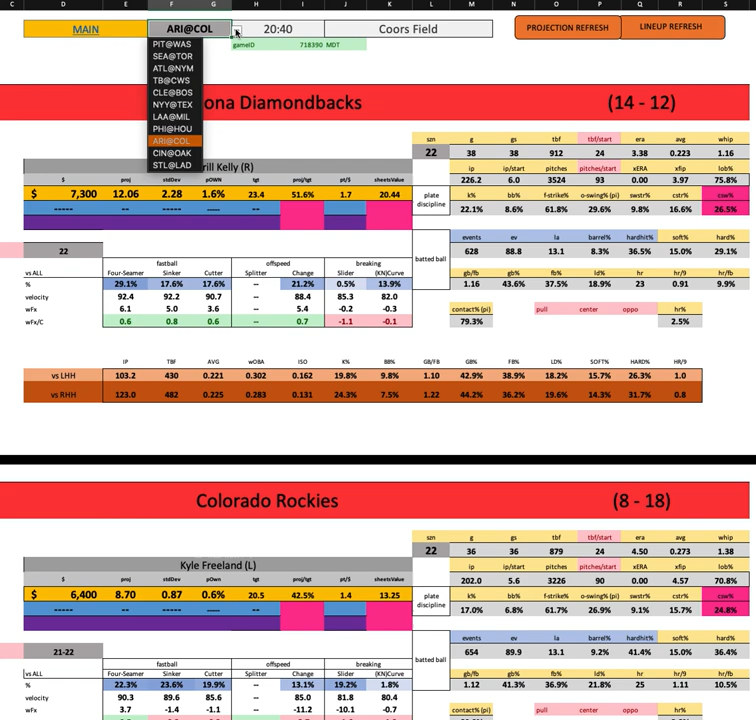 C D E F G H I J K L M N O P Q R S
MAIN ARI@COL 20:40 Coors Field PROJECTION REFRESH LINEUP REFRESH
gameID 718390 MDT
PIT@WAS
SEA@TOR
ATL@NYM
TB@CWS
CLE@BOS
NYY@TEX
LAA@MIL
PHI@HOU
ARI@COL
CIN@OAK
STL@LAD
ona Diamondbacks (14 - 12)
szn g gs tbf tbf/start era avg whip
22 38 38 912 24 3.38 0.223 1.16
rrill Kelly (R) ip ip/start pitches pitches/start xERA xfip lob%
226.2 6.0 3524 93 0.00 3.97 75.8%
$ proj stdDev pOWN tgt proj/tgt pt/$ sheetsValue
$ 7,300 12.06 2.28 1.6% 23.4 51.6% 1.7 20.44
plate discipline k% bb% f-strike% o-swing% (pi) swstr% cstr% csw%
----- -- ----- -- --
22.1% 8.6% 61.8% 29.6% 9.8% 16.6% 26.5%
batted ball events ev la barrel% hardhit% soft% hard%
628 88.8 13.1 8.3% 36.5% 15.0% 29.1%
22 fastball offspeed breaking
vs ALL Four-Seamer Sinker Cutter Splitter Change Slider (KN)Curve
gb/fb gb% fb% ld% hr hr/9 hr/fb
% 29.1% 17.6% 17.6% -- 21.2% 0.5% 13.9%
1.16 43.6% 37.5% 18.9% 23 0.91 9.9%
velocity 92.4 92.2 90.7 -- 88.4 85.3 82.0
wFx 6.1 5.0 3.6 -- 5.4 -0.2 -0.3
contact% (pi) pull center oppo hr%
wFx/C 0.6 0.8 0.6 -- 0.7 -1.1 -0.1
79.3% 2.5%
IP TBF AVG wOBA ISO K% BB% GB/FB GB% FB% LD% SOFT% HARD% HR/9
vs LHH 103.2 430 0.221 0.302 0.162 19.8% 9.8% 1.10 42.9% 38.9% 18.2% 15.7% 26.3% 1.0
vs RHH 123.0 482 0.225 0.283 0.131 24.3% 7.5% 1.22 44.2% 36.2% 19.6% 14.3% 31.7% 0.8
Colorado Rockies (8 - 18)
szn g gs tbf tbf/start era avg whip
22 36 36 879 24 4.50 0.273 1.38
Kyle Freeland (L) ip ip/start pitches pitches/start xERA xfip lob%
202.0 5.6 3226 90 0.00 4.57 70.8%
$ proj stdDev pOwn tgt proj/tgt pt/$ sheetsValue
$ 6,400 8.70 0.87 0.6% 20.5 42.5% 1.4 13.25
plate discipline k% bb% f-strike% o-swing% (pi) swstr% cstr% csw%
----- -- ----- -- --
17.0% 6.8% 61.7% 26.9% 9.1% 15.7% 24.8%
batted ball events ev la barrel% hardhit% soft% hard%
654 89.9 13.1 9.2% 41.4% 15.0% 36.4%
21-22 fastball offspeed breaking
vs ALL Four-Seamer Sinker Cutter Splitter Change Slider (KN)Curve
gb/fb gb% fb% ld% hr hr/9 hr/fb
% 22.3% 23.6% 19.9% -- 13.1% 19.2% 1.8%
1.12 41.3% 36.9% 21.8% 25 1.11 10.5%
velocity 90.3 89.6 85.6 -- 85.0 81.8 80.4
wFx 3.7 -1.4 -1.1 -- -11.2 -10.1 -0.7
contact% (pi) pull center oppo hr%